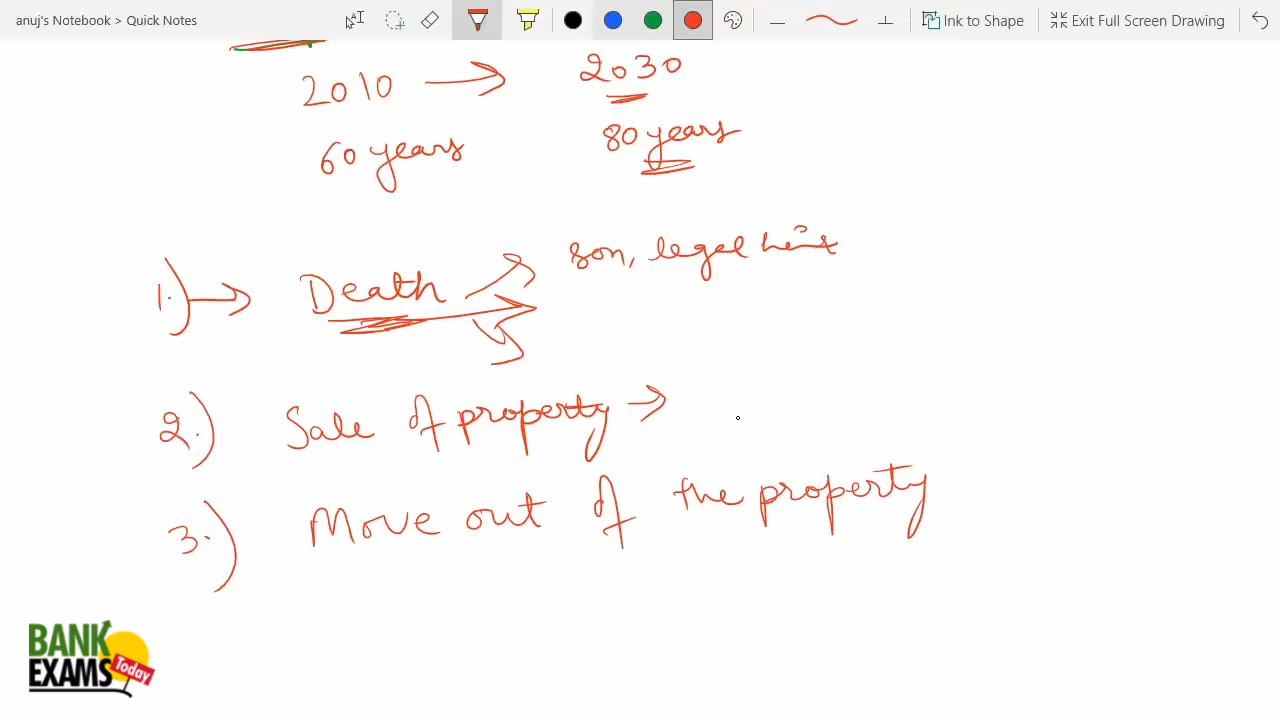 anuj's Notebook > Quick Notes
Ink to Shape
Exit Full Screen Drawing
2010 → 2030
60 years 80 years
1.) → Death
son, legal heirs
2.) Sale of property →
3.) Move out of the property
BANK
EXAMS
Today